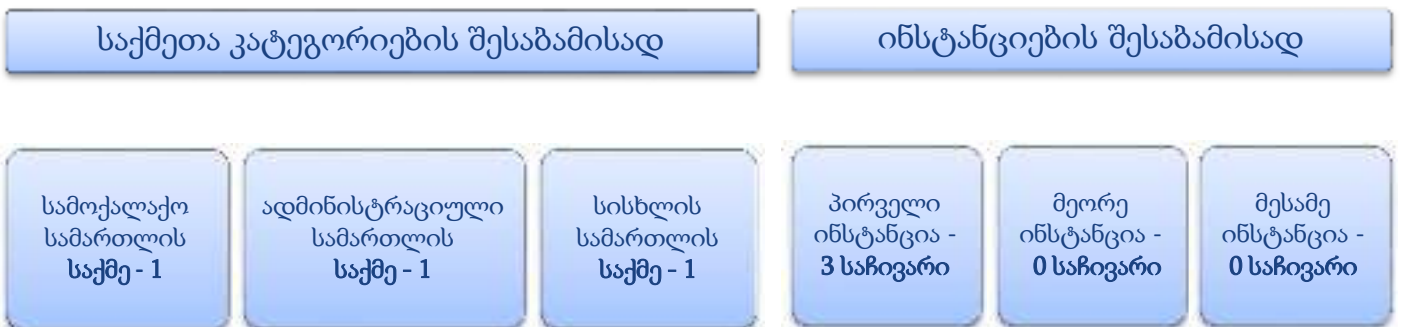 საქმეთა კატეგორიების შესაბამისად
ინსტანციების შესაბამისად
სამოქალაქო
სამართლის
საქმე - 1
ადმინისტრაციული
სამართლის
საქმე - 1
სისხლის
სამართლის
საქმე - 1
პირველი
ინსტანცია -
3 საჩივარი
მეორე
ინსტანცია -
0 საჩივარი
მესამე
ინსტანცია -
0 საჩივარი